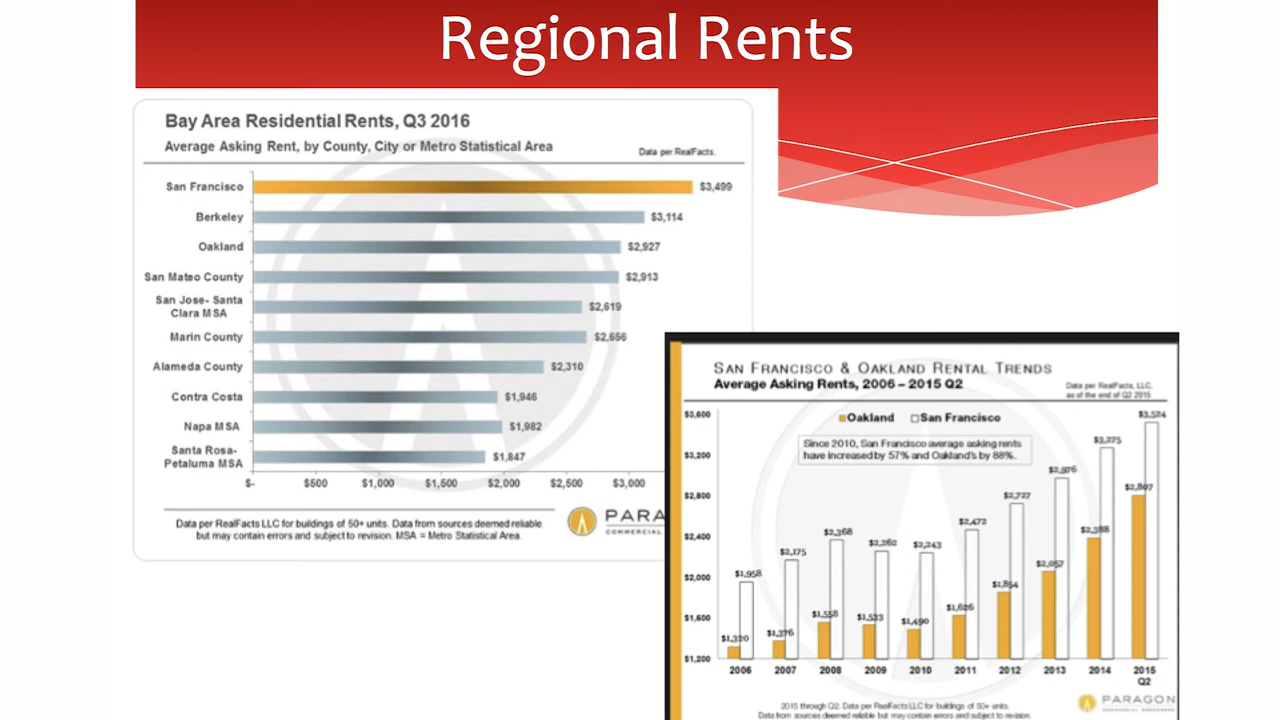 Regional Rents
Bay Area Residential Rents, Q3 2016
Average Asking Rent, by County, City or Metro Statistical Area
Data per RealFacts.
San Francisco $3,499
Berkeley $3,114
Oakland $2,927
San Mateo County $2,913
San Jose- Santa
Clara MSA $2,619
Marin County $2,656
Alameda County $2,310
Contra Costa $1,946
Napa MSA $1,982
Santa Rosa-
Petaluma MSA $1,847
$- $500 $1,000 $1,500 $2,000 $2,500 $3,000
Data per RealFacts LLC for buildings of 50+ units. Data from sources deemed reliable
but may contain errors and subject to revision. MSA = Metro Statistical Area.
PARA
COMMERCIAL
San Francisco & Oakland Rental Trends
Average Asking Rents, 2006 – 2015 Q2
Data per RealFacts, LLC,
as of the end of Q2 2015
Oakland San Francisco
Since 2010, San Francisco average asking rents
have increased by 57% and Oakland's by 88%.
$3,600
$3,200
$2,800
$2,400
$2,000
$1,600
$1,200
$1,320 $1,958
$1,376 $2,175
$1,558 $2,368
$1,533 $2,262
$1,490 $2,243
$1,626 $2,472
$1,854 $2,727
$2,057 $2,976
$2,388 $3,275
$2,807 $3,524
2006 2007 2008 2009 2010 2011 2012 2013 2014 2015
Q2
2015 through Q2. Data per RealFacts LLC for buildings of 50+ units.
Data from sources deemed reliable but may contain errors and subject to revision.
PARAGON
COMMERCIAL BROKERAGE